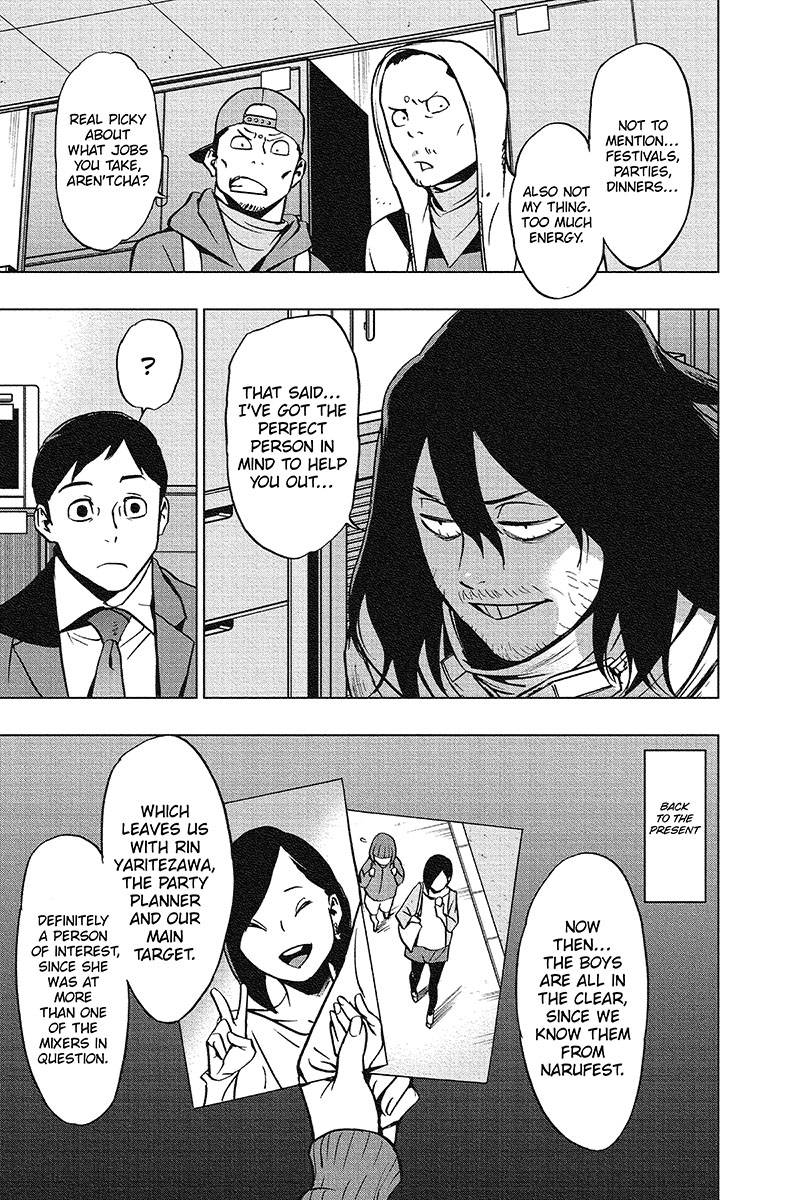 NOT TO
MENTION...
FESTIVALS,
PARTIES,
DINNERS...
ALSO NOT
MY THING.
TOO MUCH
ENERGY.
REAL PICKY
ABOUT
WHAT JOBS
YOU TAKE,
AREN'TCHA?
THAT SAID...
I'VE GOT THE
PERFECT
PERSON IN
MIND TO HELP
YOU OUT...
?
BACK
TO THE
PRESENT
NOW
THEN...
THE BOYS
ARE ALL IN
THE CLEAR,
SINCE WE
KNOW THEM
FROM
NARUFEST.
WHICH
LEAVES US
WITH RIN
YARITEZAWA,
THE PARTY
PLANNER
AND OUR
MAIN
TARGET.
DEFINITELY
A PERSON
OF INTEREST,
SINCE SHE
WAS AT
MORE
THAN ONE
OF THE
MIXERS IN
QUESTION.